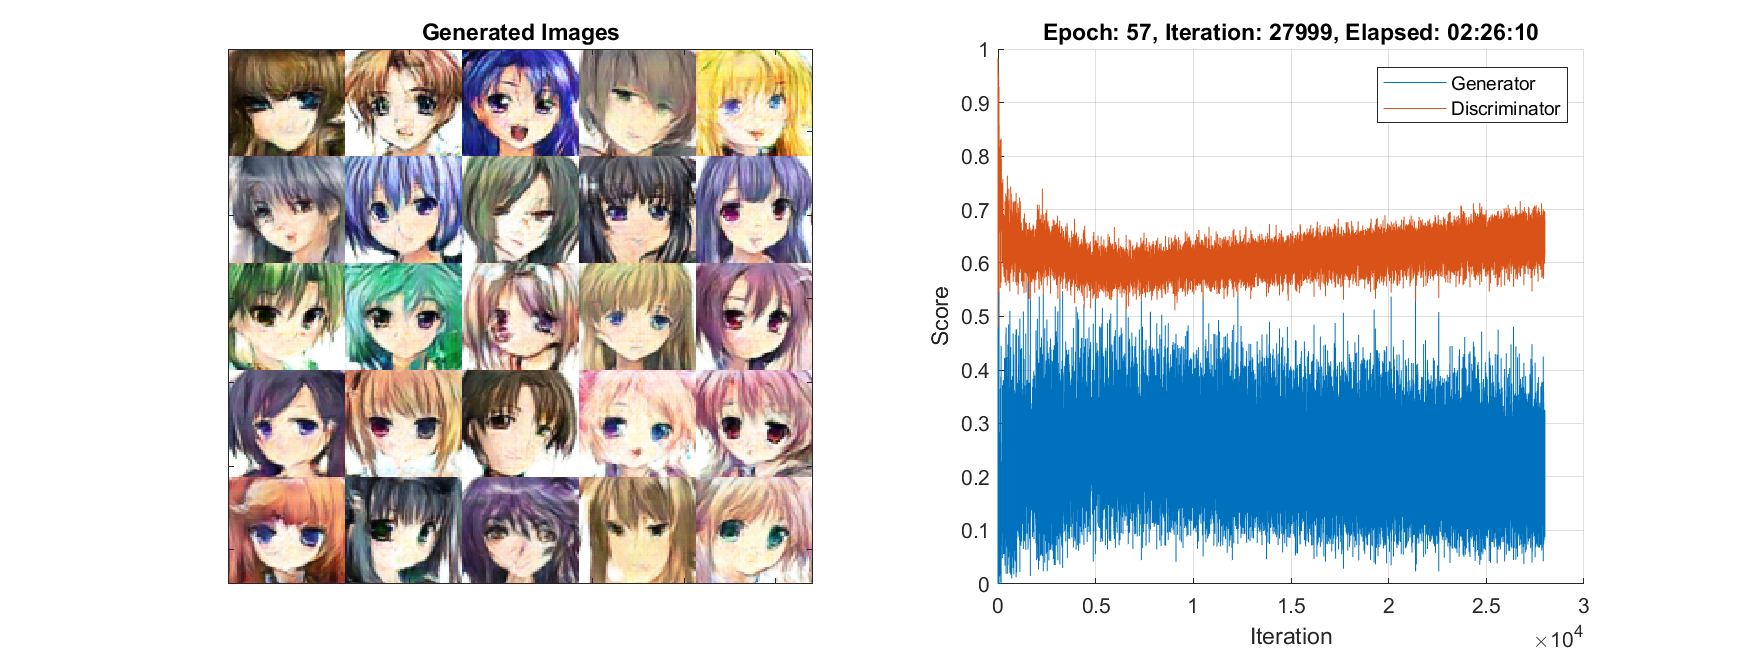 Generated Images
Epoch: 57, Iteration: 27999, Elapsed: 02:26:10
Generator
Discriminator
1
0.9
0.8
0.7
0.6
0.5
0.4
0.3
0.2
0.1
0
Score
0 0.5 1 1.5 2 2.5 3
Iteration
×10⁴